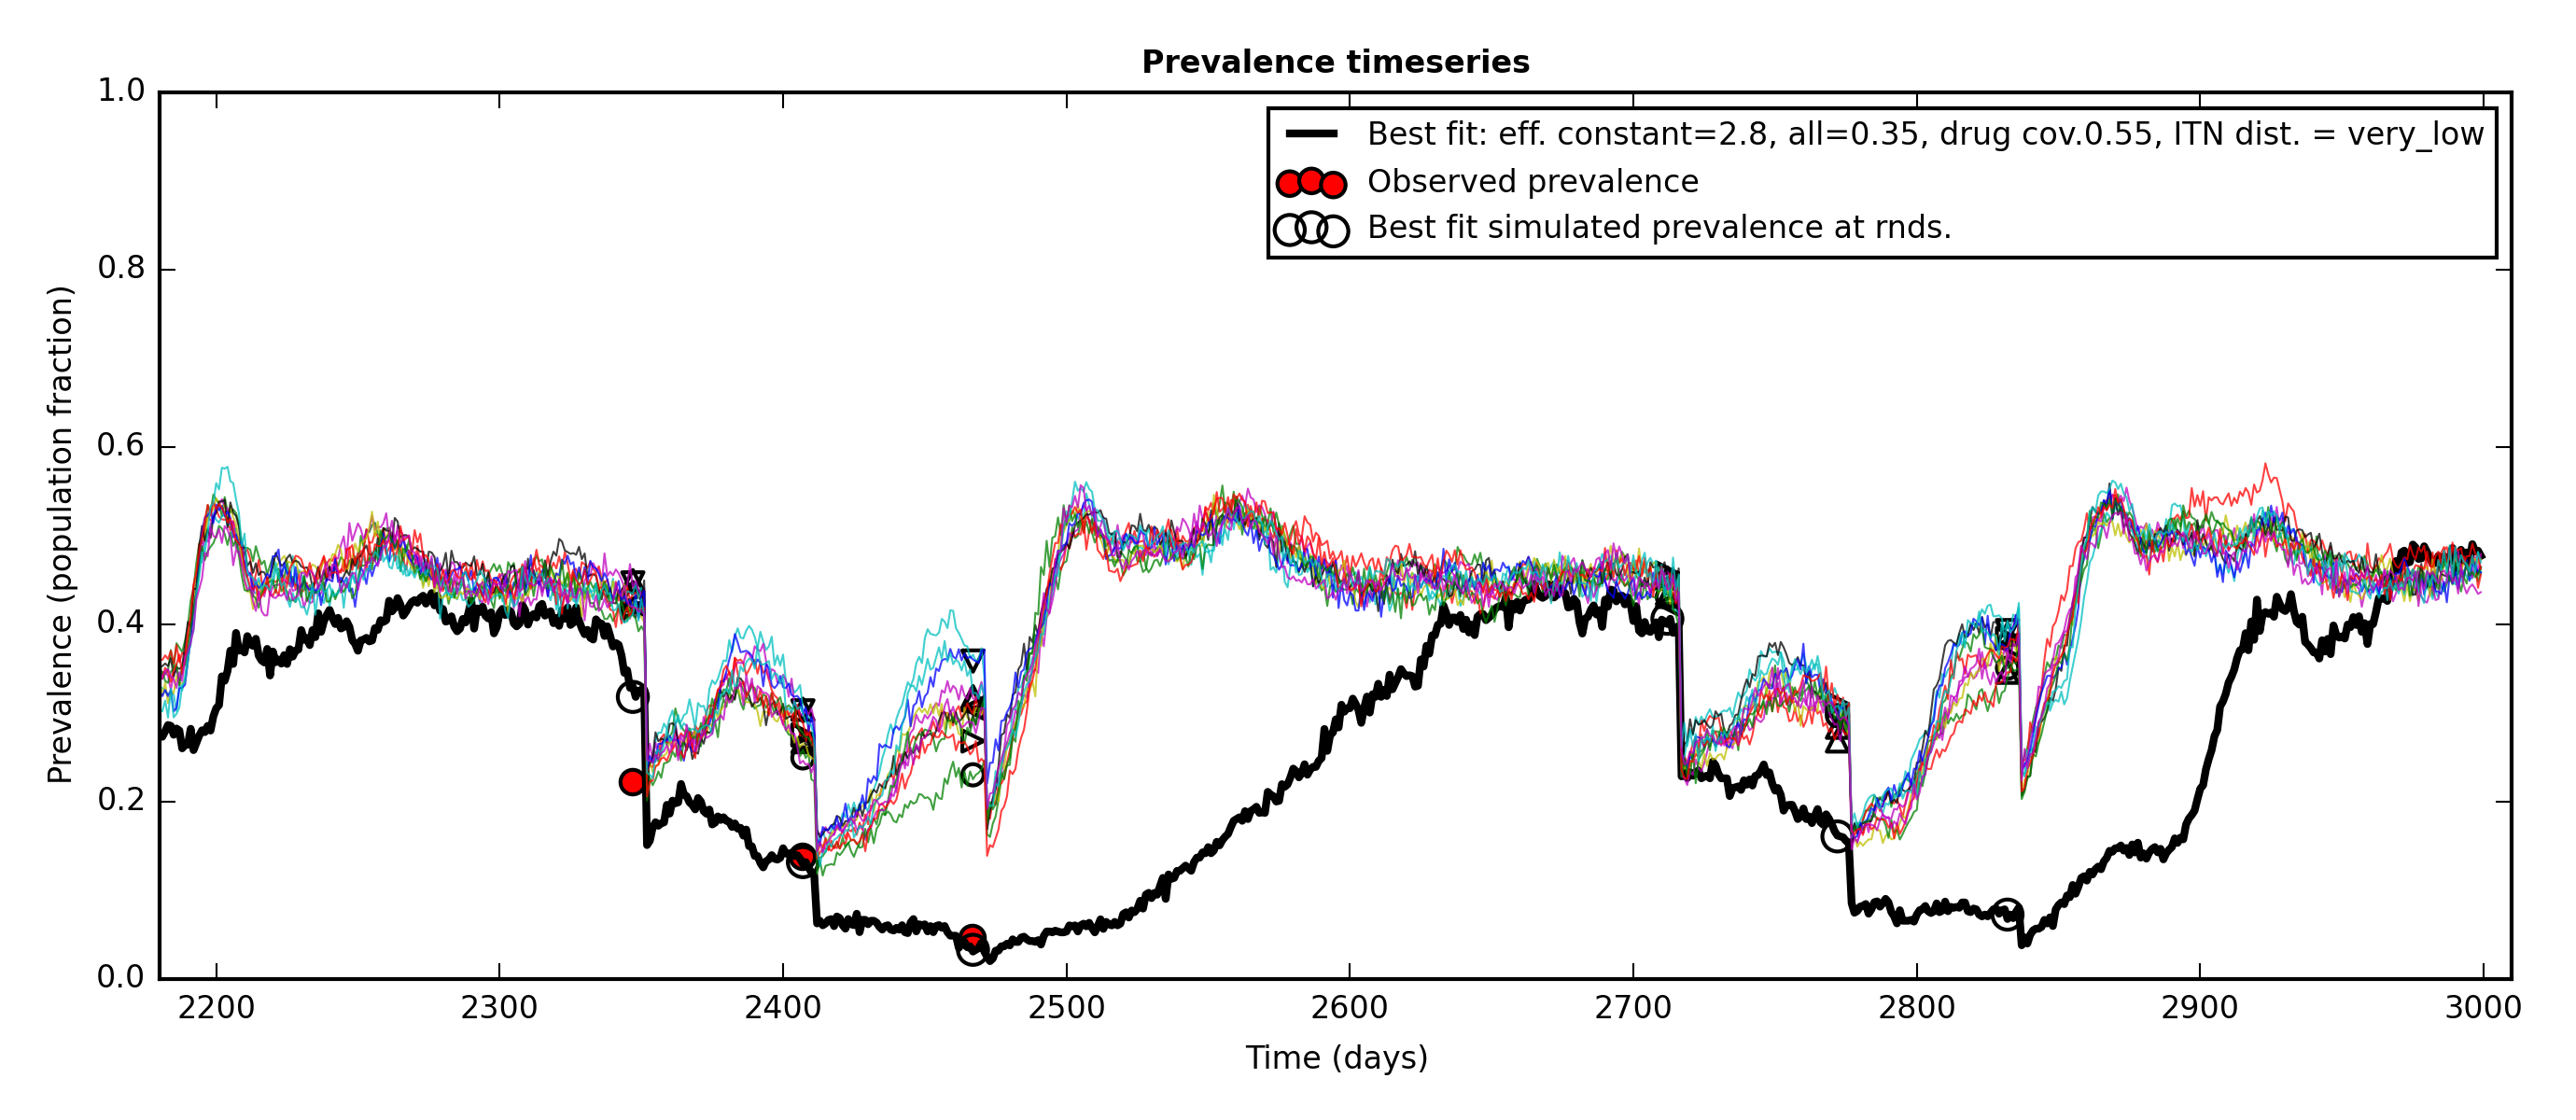 Prevalence timeseries
Best fit: eff. constant=2.8, all=0.35, drug cov.0.55, ITN dist. = very_low
Observed prevalence
Best fit simulated prevalence at rnds.
Prevalence (population fraction)
1.0
0.8
0.6
0.4
0.2
0.0
2200 2300 2400 2500 2600 2700 2800 2900 3000
Time (days)